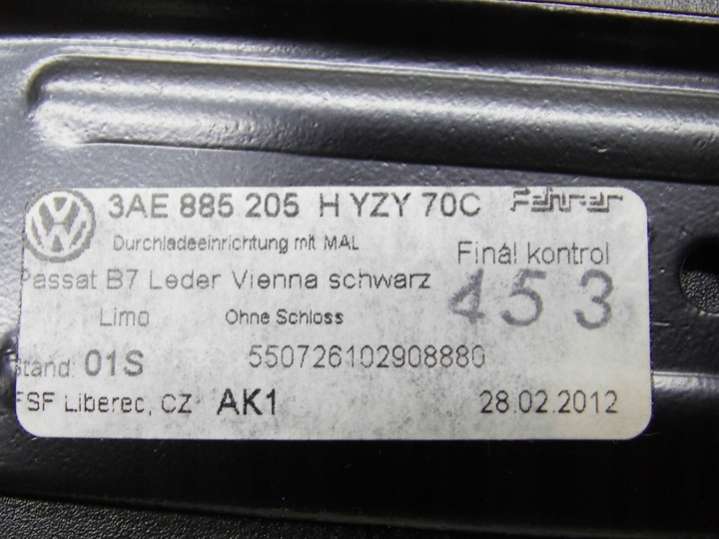 3AE 885 205 H YZY 70C Fehrer
Durchladeeinrichtung mit MAL
Finál kontrol
Passat B7 Leder Vienna schwarz
453
Limo Ohne Schloss
Stand: 01S 550726102908880
FSF Liberec, CZ AK1 28.02.2012